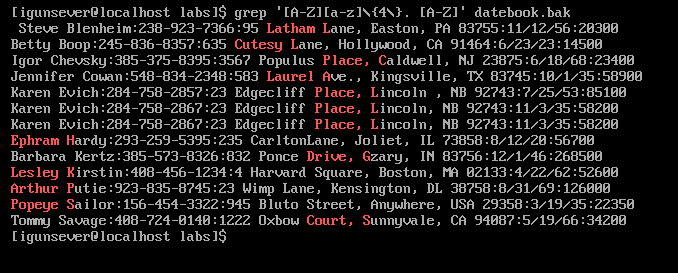 [igunsever@localhost labs]$ grep '[A-Z][a-z]\{4\}. [A-Z]' datebook.bak
 Steve Blenheim:238-923-7366:95 Latham Lane, Easton, PA 83755:11/12/56:20300
Betty Boop:245-836-8357:635 Cutesy Lane, Hollywood, CA 91464:6/23/23:14500
Igor Chevsky:385-375-8395:3567 Populus Place, Caldwell, NJ 23875:6/18/68:23400
Jennifer Cowan:548-834-2348:583 Laurel Ave., Kingsville, TX 83745:10/1/35:58900
Karen Evich:284-758-2857:23 Edgecliff Place, Lincoln , NB 92743:7/25/53:85100
Karen Evich:284-758-2867:23 Edgecliff Place, Lincoln, NB 92743:11/3/35:58200
Karen Evich:284-758-2867:23 Edgecliff Place, Lincoln, NB 92743:11/3/35:58200
Ephram Hardy:293-259-5395:235 CarltonLane, Joliet, IL 73858:8/12/20:56700
Barbara Kertz:385-573-8326:832 Ponce Drive, Gzary, IN 83756:12/1/46:268500
Lesley Kirstin:408-456-1234:4 Harvard Square, Boston, MA 02133:4/22/62:52600
Arthur Putie:923-835-8745:23 Wimp Lane, Kensington, DL 38758:8/31/69:126000
Popeye Sailor:156-454-3322:945 Bluto Street, Anywhere, USA 29358:3/19/35:22350
Tommy Savage:408-724-0140:1222 Oxbow Court, Sunnyvale, CA 94087:5/19/66:34200
[igunsever@localhost labs]$